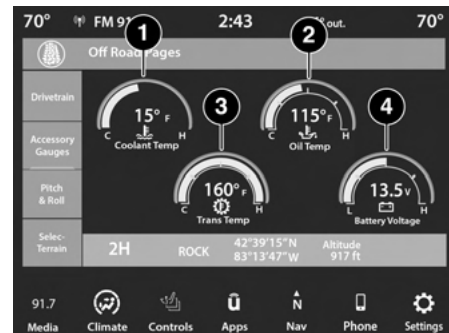 70° FM 91 2:43 out. 70°
1 2
Off Road Pages
Drivetrain
Accessory
Gauges
Pitch
& Roll
Selec-
Terrain
15° F
C H
Coolant Temp
115° F
C H
Oil Temp
3 4
160° F
C H
Trans Temp
13.5 V
L H
Battery Voltage
2H ROCK 42°39'15"N Altitude
83°13'47"W 917 ft
91.7 N
Media Climate Controls Apps Nav Phone Settings